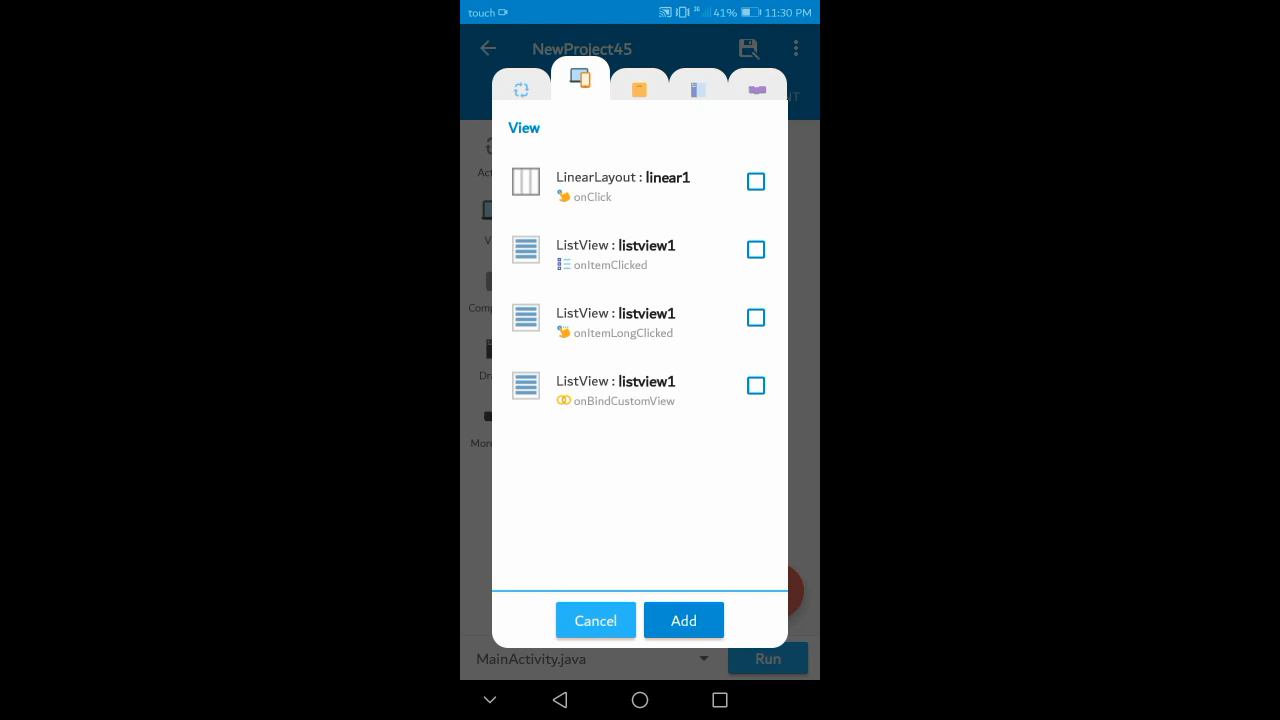 touch 41% 11:30 PM
NewProject45
View
LinearLayout : linear1
onClick
ListView : listview1
onItemClicked
ListView : listview1
onItemLongClicked
ListView : listview1
onBindCustomView
Cancel Add
MainActivity.java Run